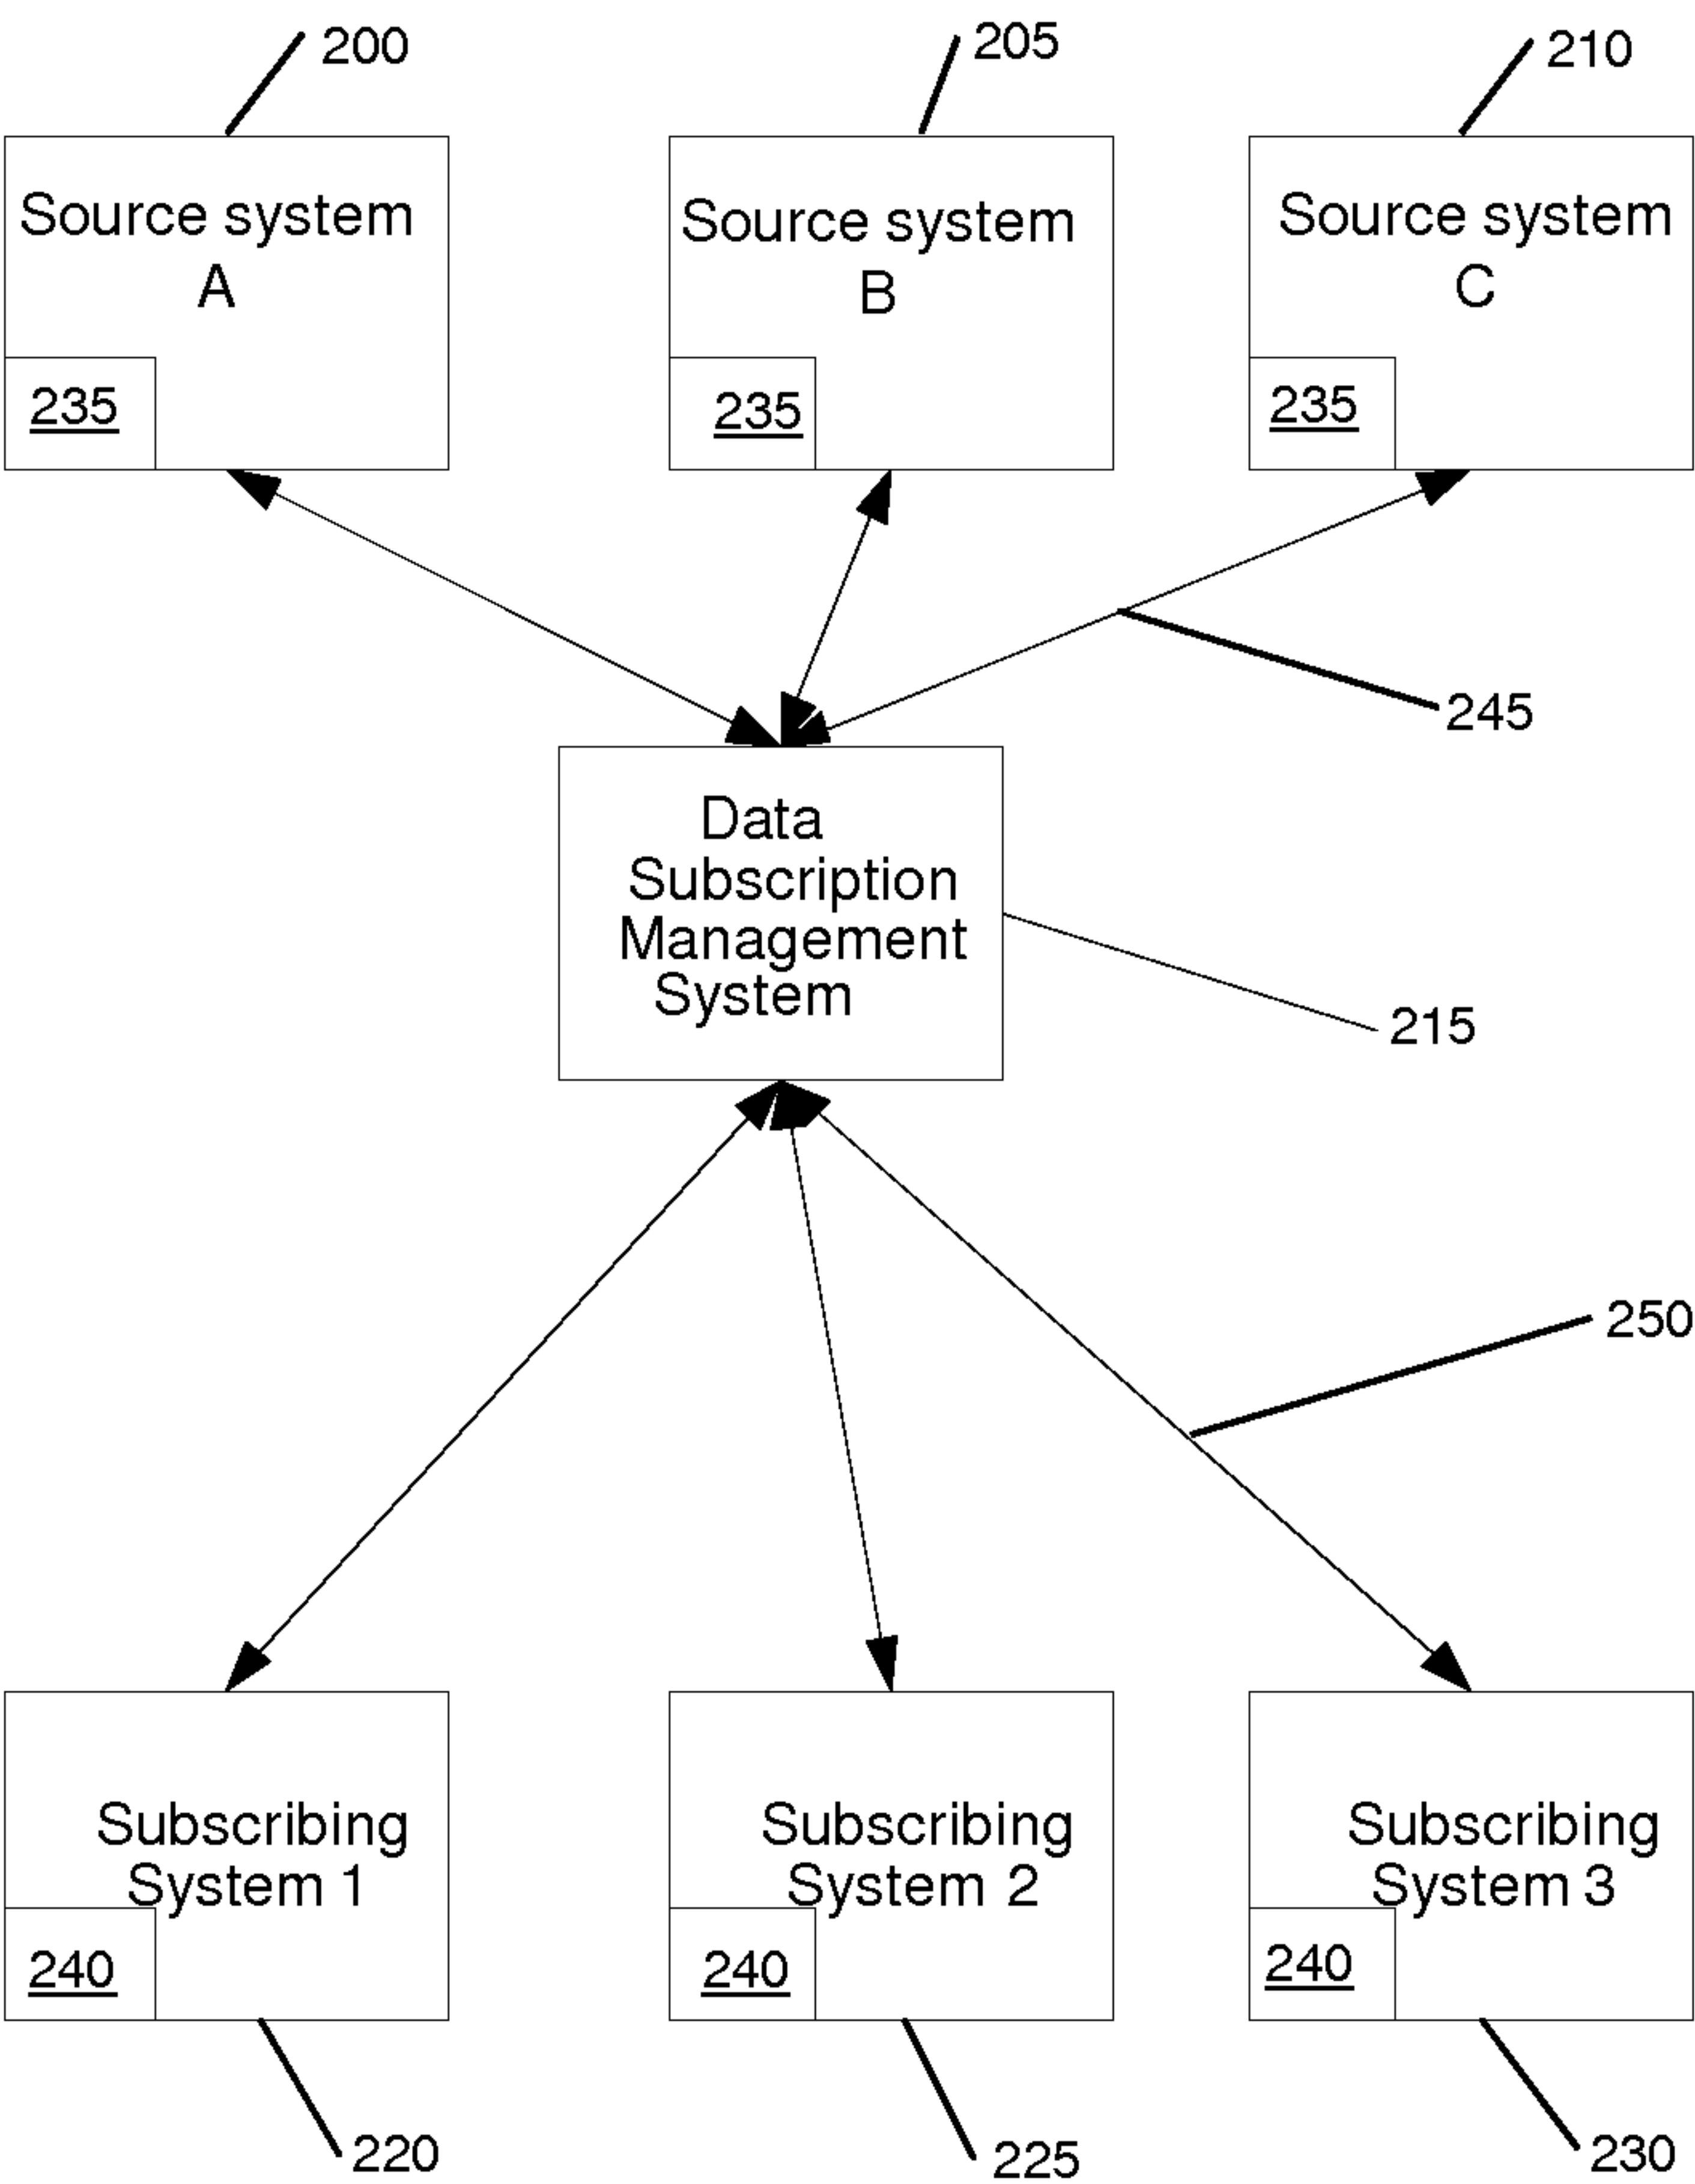 200
205
210
Source system
A
Source system
B
Source system
C
235
235
235
245
Data
Subscription
Management
System
215
250
Subscribing
System 1
Subscribing
System 2
Subscribing
System 3
240
240
240
220
225
230